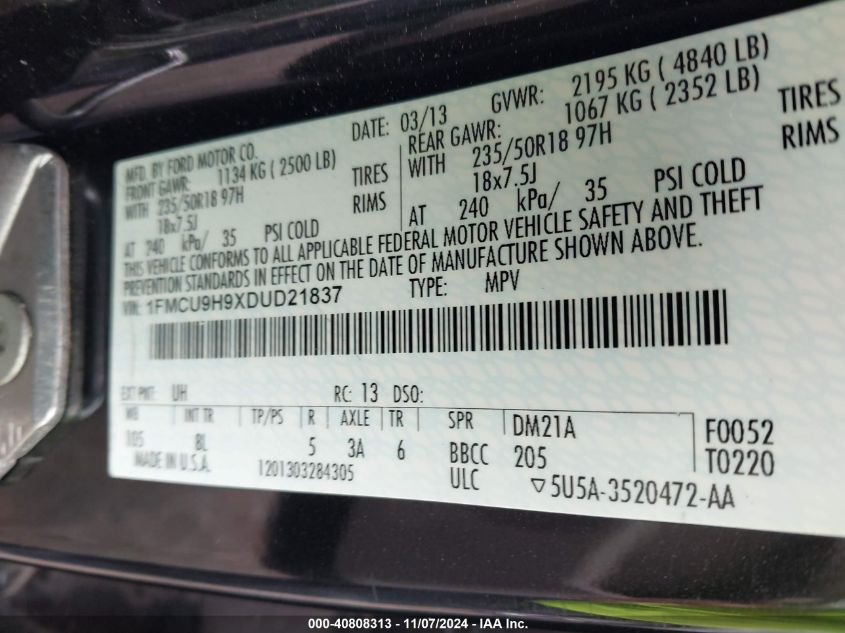 MFD. BY FORD MOTOR CO.
DATE: 03/13 GVWR: 2195 KG ( 4840 LB)
FRONT GAWR: 1134 KG ( 2500 LB)
REAR GAWR: 1067 KG ( 2352 LB)
WITH 235/50R18 97H TIRES
WITH 235/50R18 97H TIRES
18x7.5J RIMS
18x7.5J RIMS
AT 240 kPa/ 35 PSI COLD
AT 240 kPa/ 35 PSI COLD
THIS VEHICLE CONFORMS TO ALL APPLICABLE FEDERAL MOTOR VEHICLE SAFETY AND THEFT
PREVENTION STANDARDS IN EFFECT ON THE DATE OF MANUFACTURE SHOWN ABOVE.
VIN: 1FMCU9H9XDUD21837 TYPE: MPV
EXT PNT: UH RC: 13 DSO:
WB INT TR TP/PS R AXLE TR SPR DM21A F0052
105 8L 5 3A 6 BBCC 205 T0220
MADE IN U.S.A. 1201303284305 ULC ▽5U5A-3520472-AA
000-40808313 — 11/07/2024 — IAA Inc.